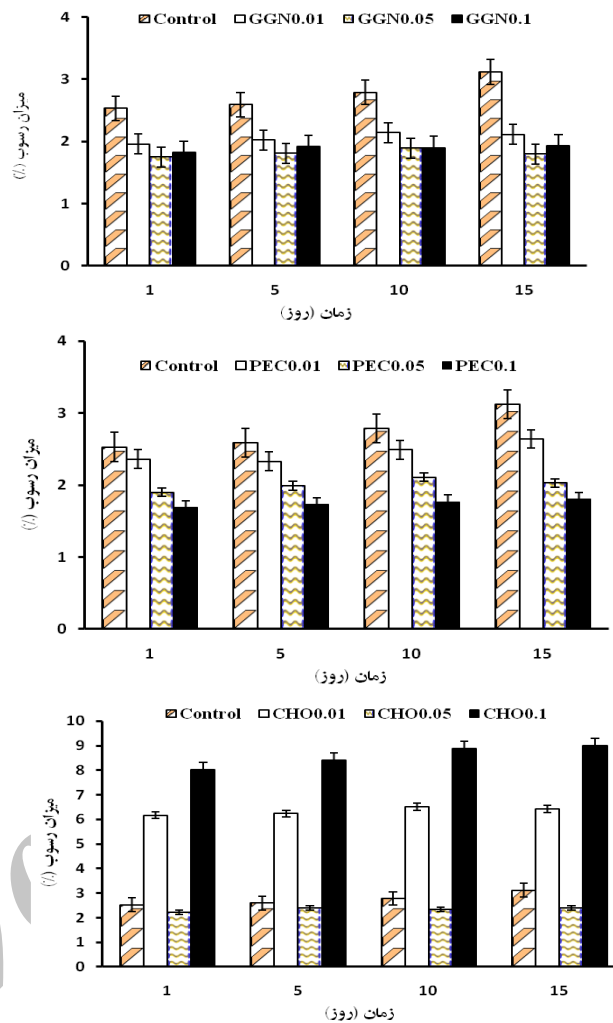 4
Control GGN0.01 GGN0.05 GGN0.1
3
2
1
0
میزان رسوب (%)
1 5 10 15
زمان (روز)
4
Control PEC0.01 PEC0.05 PEC0.1
3
2
1
0
میزان رسوب (%)
1 5 10 15
زمان (روز)
Control CHO0.01 CHO0.05 CHO0.1
10
9
8
7
6
5
4
3
2
1
0
میزان رسوب (%)
1 5 10 15
زمان (روز)